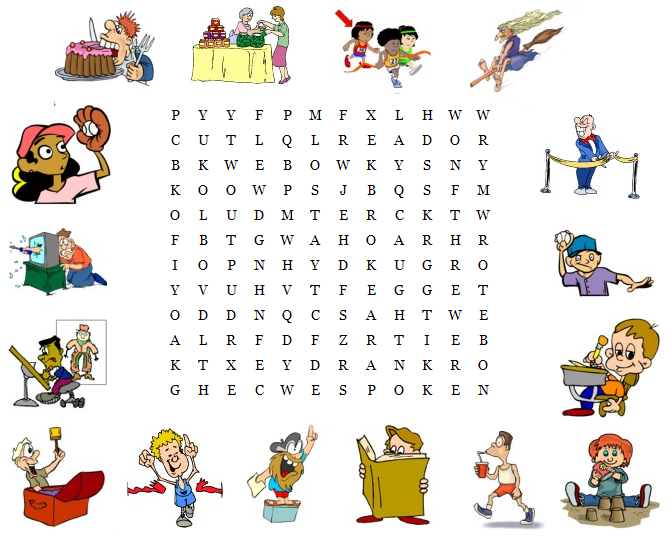 P Y Y F P M F X L H W W
C U T L Q L R E A D O R
B K W E B O W K Y S N Y
K O O W P S J B Q S F M
O L U D M T E R C K T W
F B T G W A H O A R H R
I O P N H Y D K U G R O
Y V U H V T F E G G E T
O D D N Q C S A H T W E
A L R F D F Z R T I E B
K T X E Y D R A N K R O
G H E C W E S P O K E N